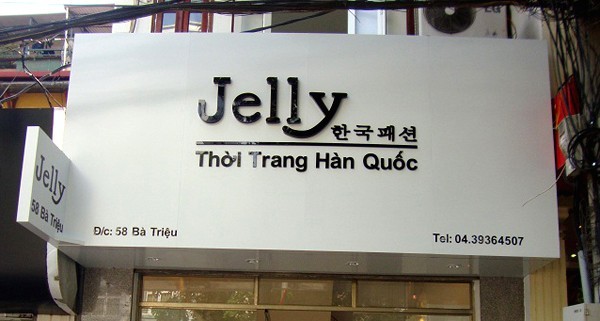 Jelly
한국패션
Thời Trang Hàn Quốc
Đ/c: 58 Bà Triệu
Tel: 04.39364507
Jelly
58 Bà Triệu